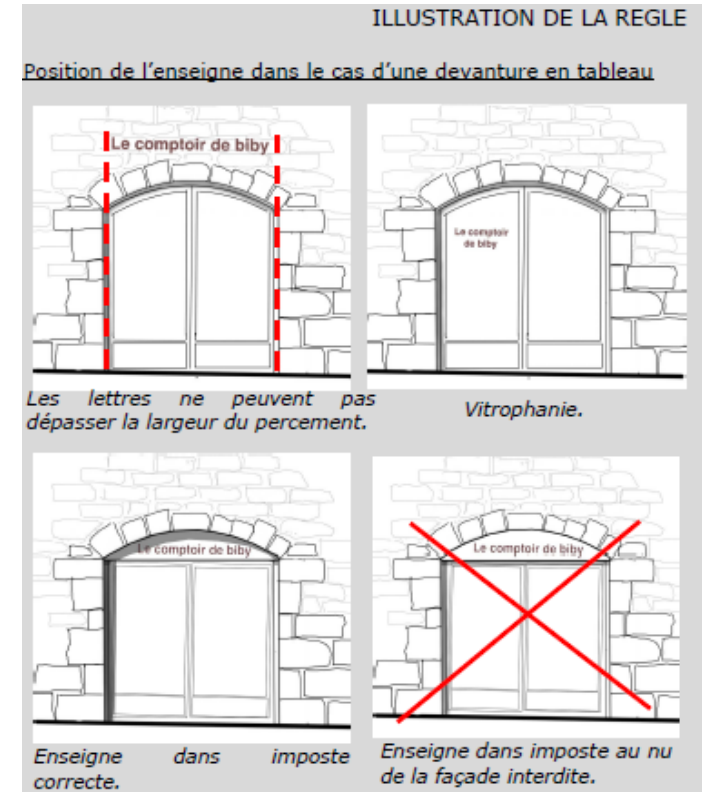 ILLUSTRATION DE LA REGLE
Position de l'enseigne dans le cas d'une devanture en tableau
Le comptoir de biby
Le comptoir
de biby
Les lettres ne peuvent pas
dépasser la largeur du percement.
Vitrophanie.
Le comptoir de biby
Le comptoir de biby
Enseigne dans imposte
correcte.
Enseigne dans imposte au nu
de la façade interdite.